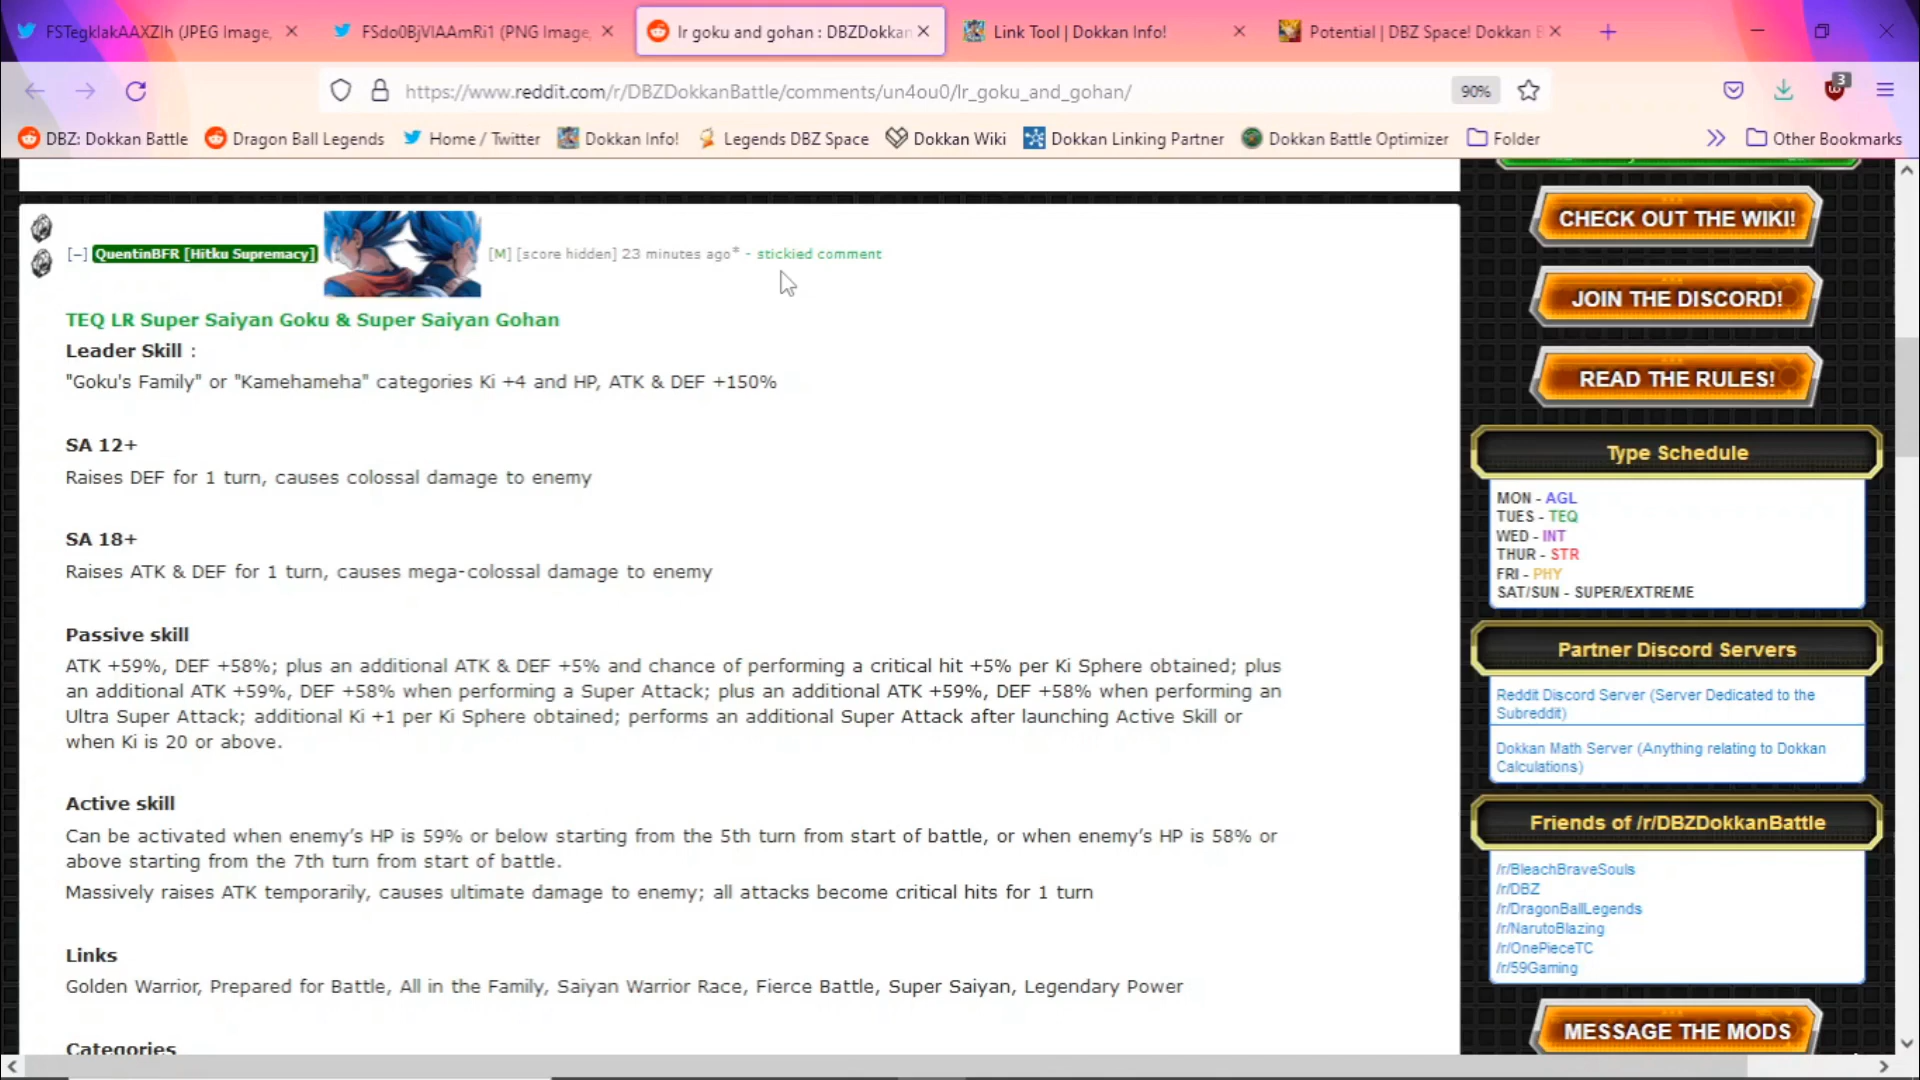 FSTegklakAAXZlh (JPEG Image,
FSdo0BjVlAAmRi1 (PNG Image,
lr goku and gohan : DBZDokkan
Link Tool | Dokkan Info!
Potential | DBZ Space! Dokkan B
https://www.reddit.com/r/DBZDokkanBattle/comments/un4ou0/lr_goku_and_gohan/
90%
3
DBZ: Dokkan Battle
Dragon Ball Legends
Home / Twitter
Dokkan Info!
Legends DBZ Space
Dokkan Wiki
Dokkan Linking Partner
Dokkan Battle Optimizer
Folder
Other Bookmarks
[–] QuentinBFR [Hitku Supremacy] [M] [score hidden] 23 minutes ago* - stickied comment
TEQ LR Super Saiyan Goku & Super Saiyan Gohan
Leader Skill :
"Goku's Family" or "Kamehameha" categories Ki +4 and HP, ATK & DEF +150%
SA 12+
Raises DEF for 1 turn, causes colossal damage to enemy
SA 18+
Raises ATK & DEF for 1 turn, causes mega-colossal damage to enemy
Passive skill
ATK +59%, DEF +58%; plus an additional ATK & DEF +5% and chance of performing a critical hit +5% per Ki Sphere obtained; plus
an additional ATK +59%, DEF +58% when performing a Super Attack; plus an additional ATK +59%, DEF +58% when performing an
Ultra Super Attack; additional Ki +1 per Ki Sphere obtained; performs an additional Super Attack after launching Active Skill or
when Ki is 20 or above.
Active skill
Can be activated when enemy's HP is 59% or below starting from the 5th turn from start of battle, or when enemy's HP is 58% or
above starting from the 7th turn from start of battle.
Massively raises ATK temporarily, causes ultimate damage to enemy; all attacks become critical hits for 1 turn
Links
Golden Warrior, Prepared for Battle, All in the Family, Saiyan Warrior Race, Fierce Battle, Super Saiyan, Legendary Power
Categories
CHECK OUT THE WIKI!
JOIN THE DISCORD!
READ THE RULES!
Type Schedule
MON - AGL
TUES - TEQ
WED - INT
THUR - STR
FRI - PHY
SAT/SUN - SUPER/EXTREME
Partner Discord Servers
Reddit Discord Server (Server Dedicated to the
Subreddit)
Dokkan Math Server (Anything relating to Dokkan
Calculations)
Friends of /r/DBZDokkanBattle
/r/BleachBraveSouls
/r/DBZ
/r/DragonBallLegends
/r/NarutoBlazing
/r/OnePieceTC
/r/59Gaming
MESSAGE THE MODS